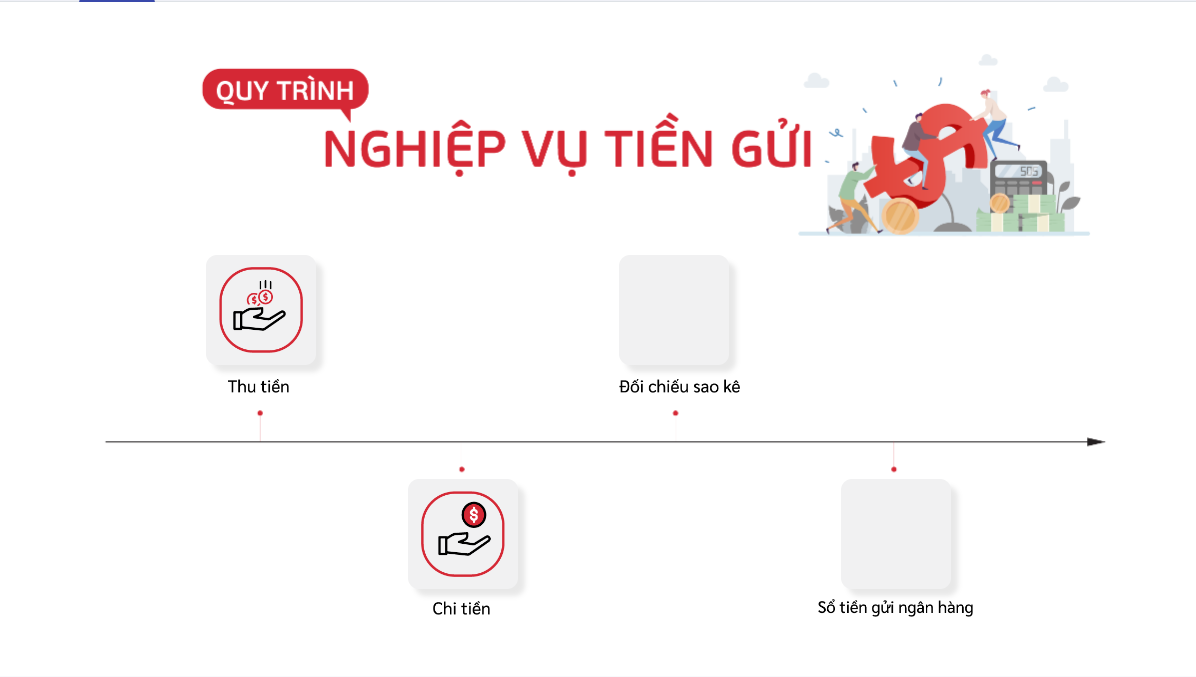 QUY TRÌNH
NGHIỆP VỤ TIỀN GỬI
Thu tiền
Đối chiếu sao kê
Chi tiền
Sổ tiền gửi ngân hàng